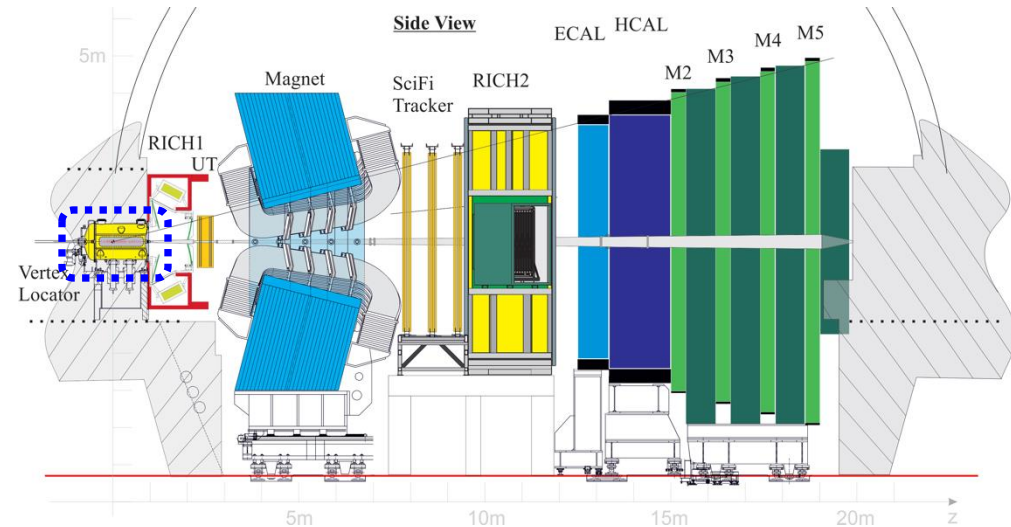 Side View
ECAL
HCAL
M5
M4
M3
M2
5m
Magnet
SciFi
Tracker
RICH2
RICH1
UT
Vertex
Locator
5m
10m
15m
20m
z